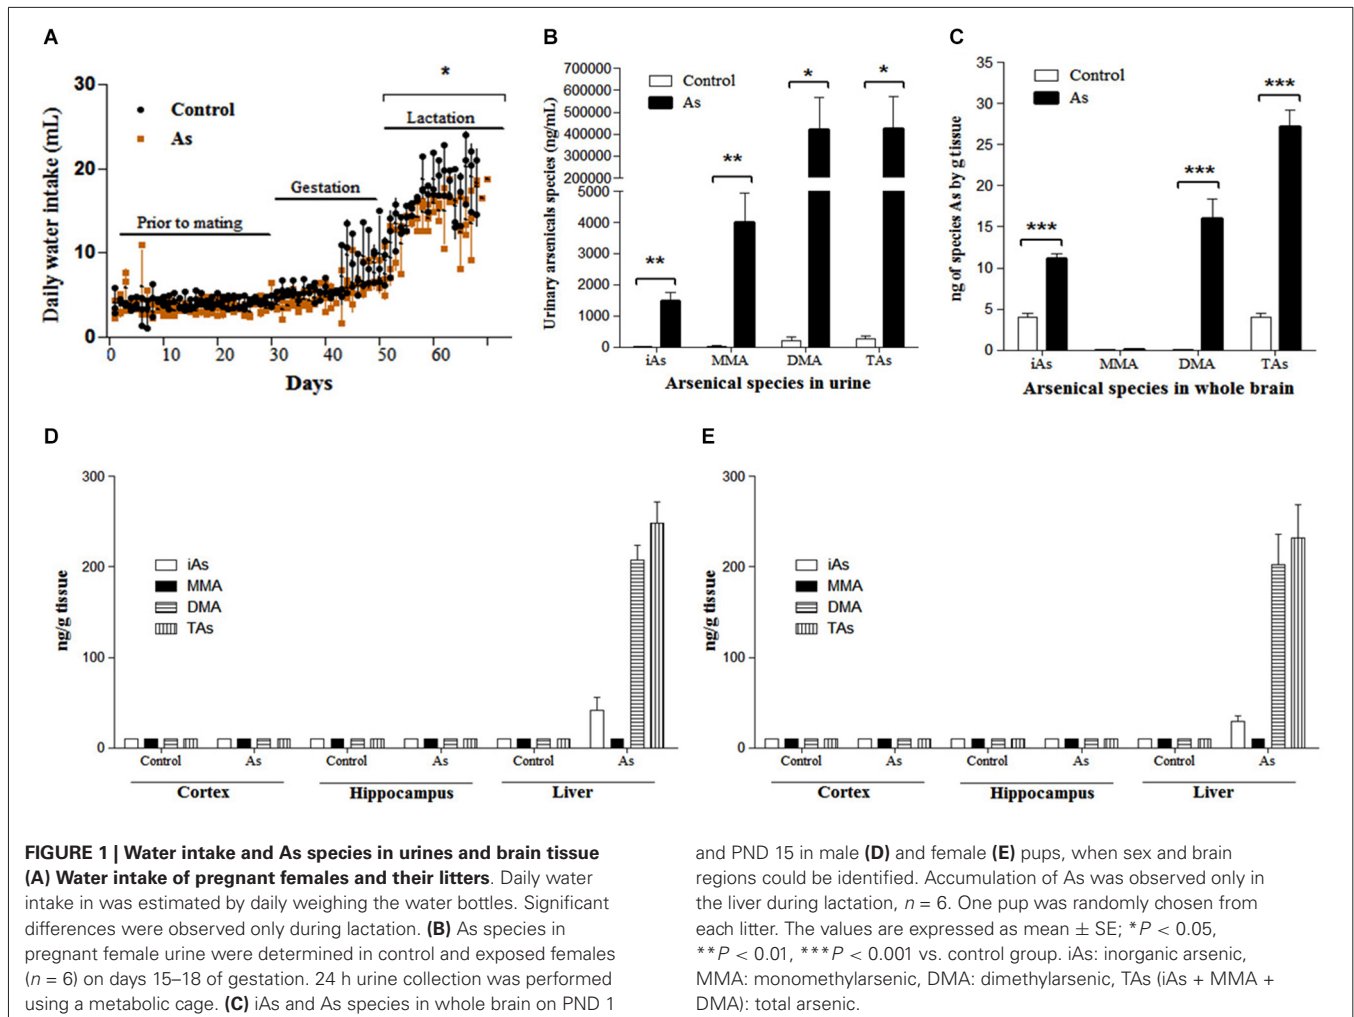 A
30
20
10
0
Daily water intake (mL)
Control
As
Prior to mating
Gestation
Lactation
*
0 10 20 30 40 50 60
Days
B
700000
600000
500000
400000
300000
200000
100000
5000
4000
3000
2000
1000
0
Urinary arsenicals species (ng/mL)
Control
As
**
**
*
*
iAs MMA DMA TAs
Arsenical species in urine
C
35
30
25
20
15
10
5
0
ng of species As by g tissue
Control
As
***
***
***
iAs MMA DMA TAs
Arsenical species in whole brain
D
300
200
100
0
ng/g tissue
iAs
MMA
DMA
TAs
Control As Control As Control As
Cortex Hippocampus Liver
E
300
200
100
0
ng/g tissue
iAs
MMA
DMA
TAs
Control As Control As Control As
Cortex Hippocampus Liver
FIGURE 1 | Water intake and As species in urines and brain tissue
(A) Water intake of pregnant females and their litters. Daily water
intake in was estimated by daily weighing the water bottles. Significant
differences were observed only during lactation. (B) As species in
pregnant female urine were determined in control and exposed females
(n = 6) on days 15–18 of gestation. 24 h urine collection was performed
using a metabolic cage. (C) iAs and As species in whole brain on PND 1
and PND 15 in male (D) and female (E) pups, when sex and brain
regions could be identified. Accumulation of As was observed only in
the liver during lactation, n = 6. One pup was randomly chosen from
each litter. The values are expressed as mean ± SE; *P < 0.05,
**P < 0.01, ***P < 0.001 vs. control group. iAs: inorganic arsenic,
MMA: monomethylarsenic, DMA: dimethylarsenic, TAs (iAs + MMA +
DMA): total arsenic.